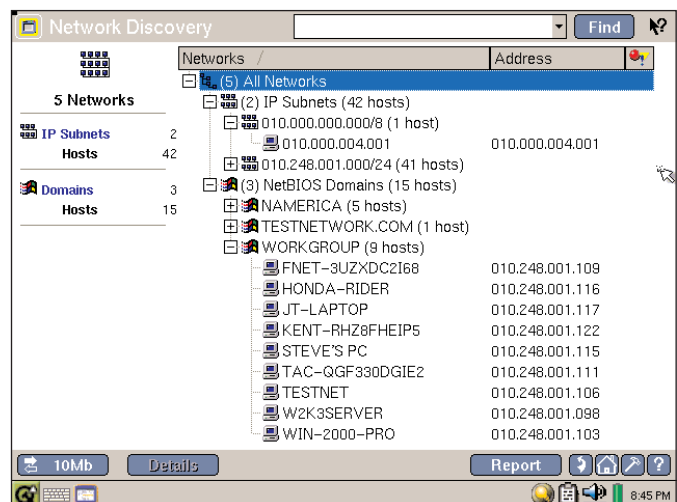 Network Discovery
Find
5 Networks
IP Subnets 2
Hosts 42
Domains 3
Hosts 15
Networks / Address
(5) All Networks
(2) IP Subnets (42 hosts)
010.000.000.000/8 (1 host)
010.000.004.001 010.000.004.001
010.248.001.000/24 (41 hosts)
(3) NetBIOS Domains (15 hosts)
NAMERICA (5 hosts)
TESTNETWORK.COM (1 host)
WORKGROUP (9 hosts)
FNET-3UZXDC2I68 010.248.001.109
HONDA-RIDER 010.248.001.116
JT-LAPTOP 010.248.001.117
KENT-RHZ8FHEIP5 010.248.001.122
STEVE'S PC 010.248.001.115
TAC-QGF330DGIE2 010.248.001.111
TESTNET 010.248.001.106
W2K3SERVER 010.248.001.098
WIN-2000-PRO 010.248.001.103
10Mb Details Report ?
8:45 PM